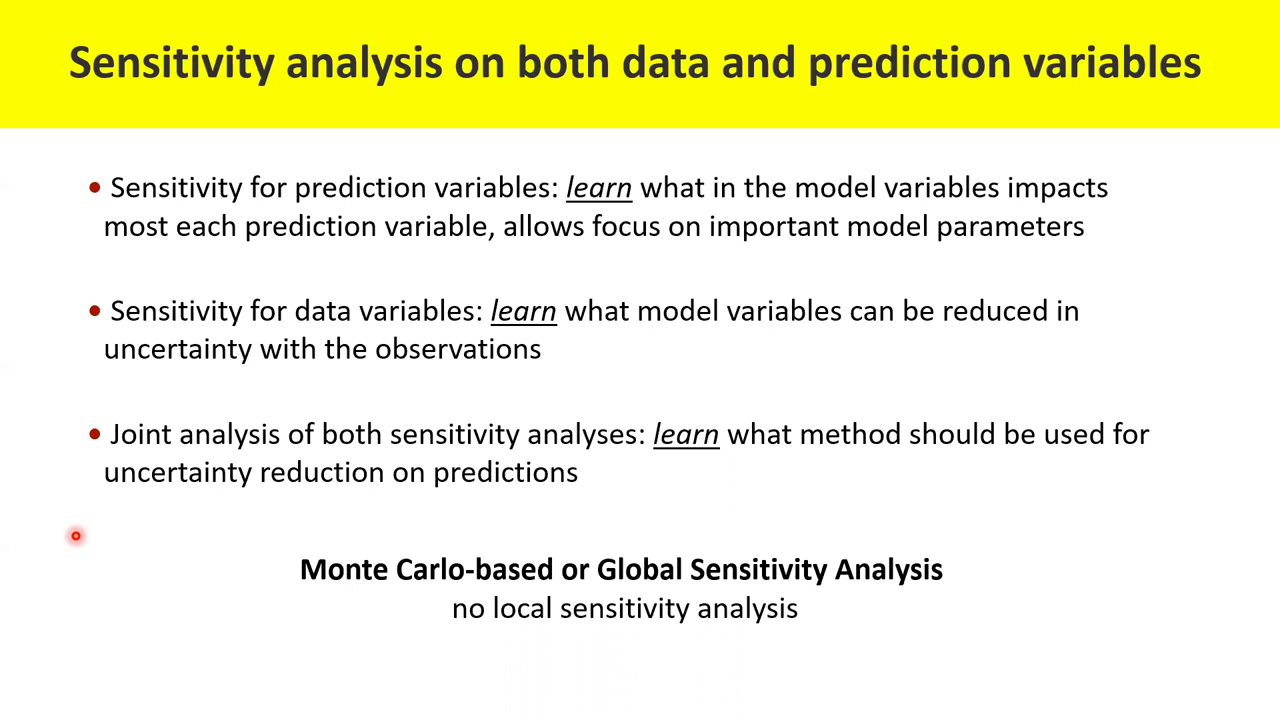 Sensitivity analysis on both data and prediction variables
• Sensitivity for prediction variables: learn what in the model variables impacts
most each prediction variable, allows focus on important model parameters
• Sensitivity for data variables: learn what model variables can be reduced in
uncertainty with the observations
• Joint analysis of both sensitivity analyses: learn what method should be used for
uncertainty reduction on predictions
Monte Carlo-based or Global Sensitivity Analysis
no local sensitivity analysis